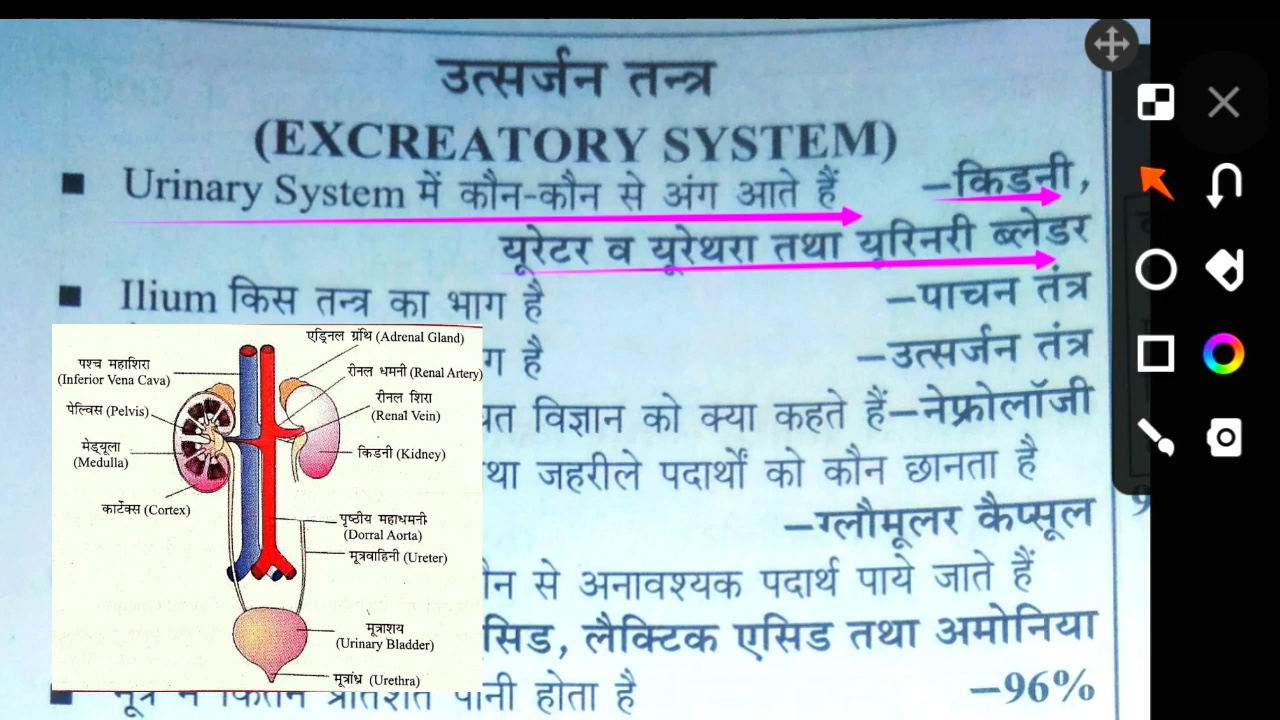 उत्सर्जन तन्त्र
(EXCREATORY SYSTEM)
■ Urinary System में कौन-कौन से अंग आते हैं –किडनी,
यूरेटर व यूरेथरा तथा यूरिनरी ब्लेडर
■ Ilium किस तन्त्र का भाग है –पाचन तंत्र
है –उत्सर्जन तंत्र
विज्ञान को क्या कहते हैं–नेफ्रोलॉजी
जहरीले पदार्थों को कौन छानता है
–ग्लौमूलर कैप्सूल
से अनावश्यक पदार्थ पाये जाते हैं
लैक्टिक एसिड तथा अमोनिया
पानी होता है –96%
एड्रिनल ग्रंथि (Adrenal Gland)
पश्च महाशिरा
(Inferior Vena Cava)
रीनल धमनी (Renal Artery)
रीनल शिरा
(Renal Vein)
पेल्विस (Pelvis)
मेड्यूला
(Medulla)
किडनी (Kidney)
कार्टेक्स (Cortex)
पृष्ठीय महाधमनी
(Dorral Aorta)
मूत्रवाहिनी (Ureter)
मूत्राशय
(Urinary Bladder)
मूत्रांध्र (Urethra)